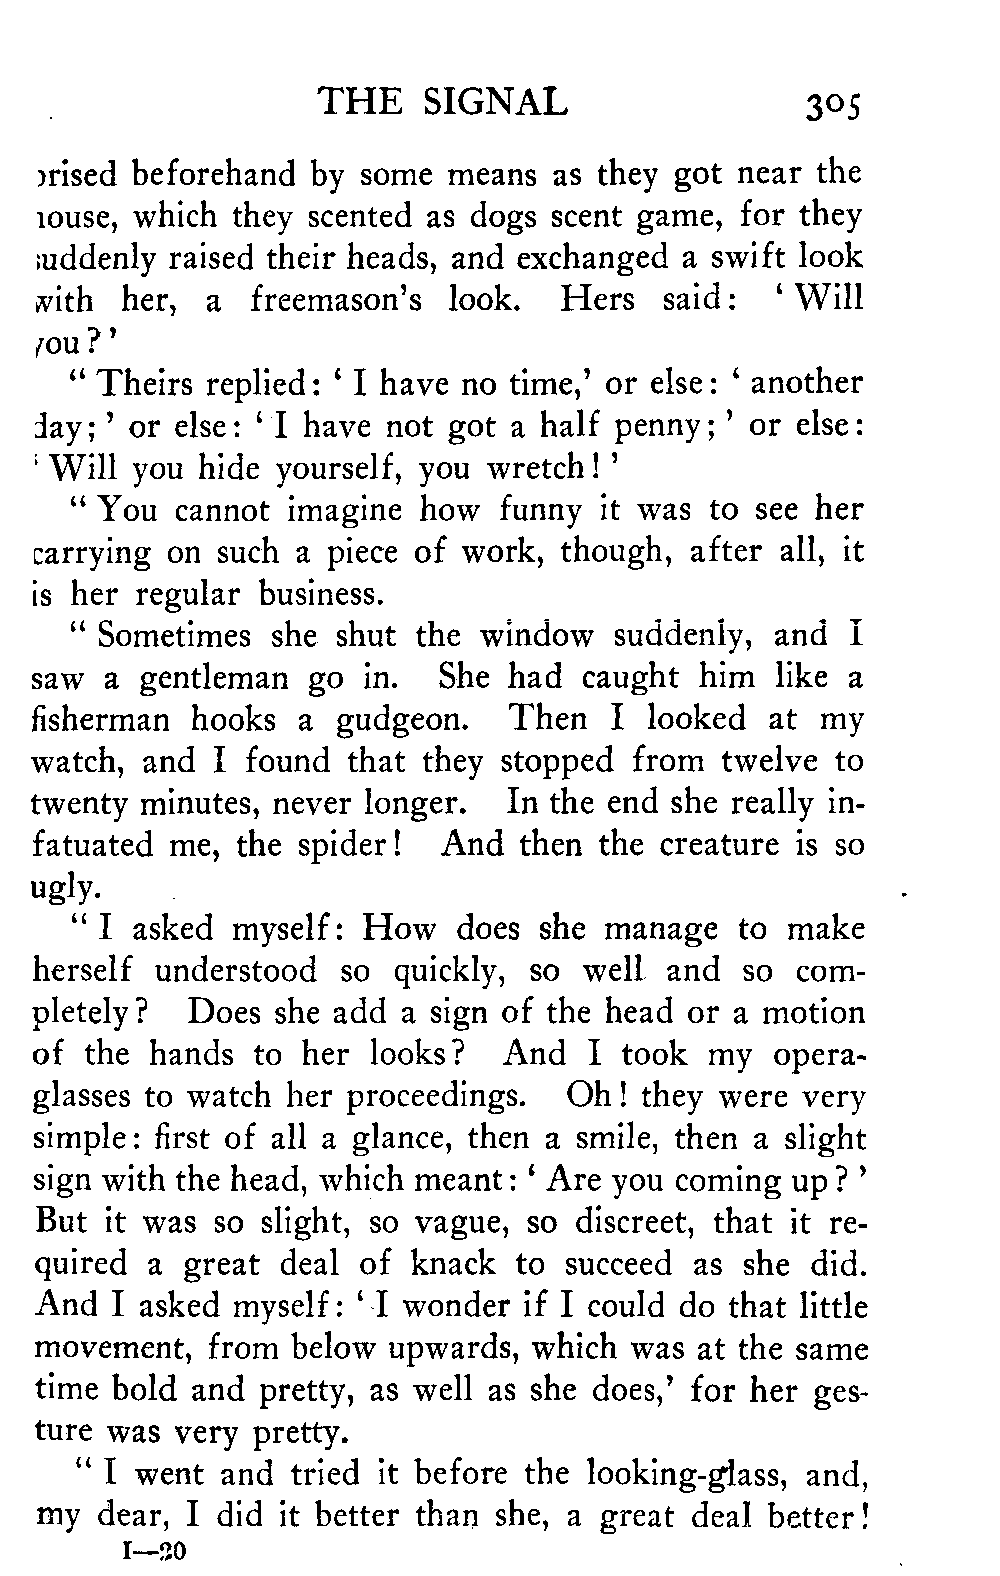 THE SIGNAL 305
prised beforehand by some means as they got near the
house, which they scented as dogs scent game, for they
suddenly raised their heads, and exchanged a swift look
with her, a freemason's look. Hers said: ‘Will
you?’
“Theirs replied: ‘I have no time,’ or else: ‘another
day;’ or else: ‘I have not got a half penny;’ or else:
‘Will you hide yourself, you wretch!’
“You cannot imagine how funny it was to see her
carrying on such a piece of work, though, after all, it
is her regular business.
“Sometimes she shut the window suddenly, and I
saw a gentleman go in. She had caught him like a
fisherman hooks a gudgeon. Then I looked at my
watch, and I found that they stopped from twelve to
twenty minutes, never longer. In the end she really in-
fatuated me, the spider! And then the creature is so
ugly.
“I asked myself: How does she manage to make
herself understood so quickly, so well and so com-
pletely? Does she add a sign of the head or a motion
of the hands to her looks? And I took my opera-
glasses to watch her proceedings. Oh! they were very
simple: first of all a glance, then a smile, then a slight
sign with the head, which meant: ‘Are you coming up?’
But it was so slight, so vague, so discreet, that it re-
quired a great deal of knack to succeed as she did.
And I asked myself: ‘I wonder if I could do that little
movement, from below upwards, which was at the same
time bold and pretty, as well as she does,’ for her ges-
ture was very pretty.
“I went and tried it before the looking-glass, and,
my dear, I did it better than she, a great deal better!
I—20